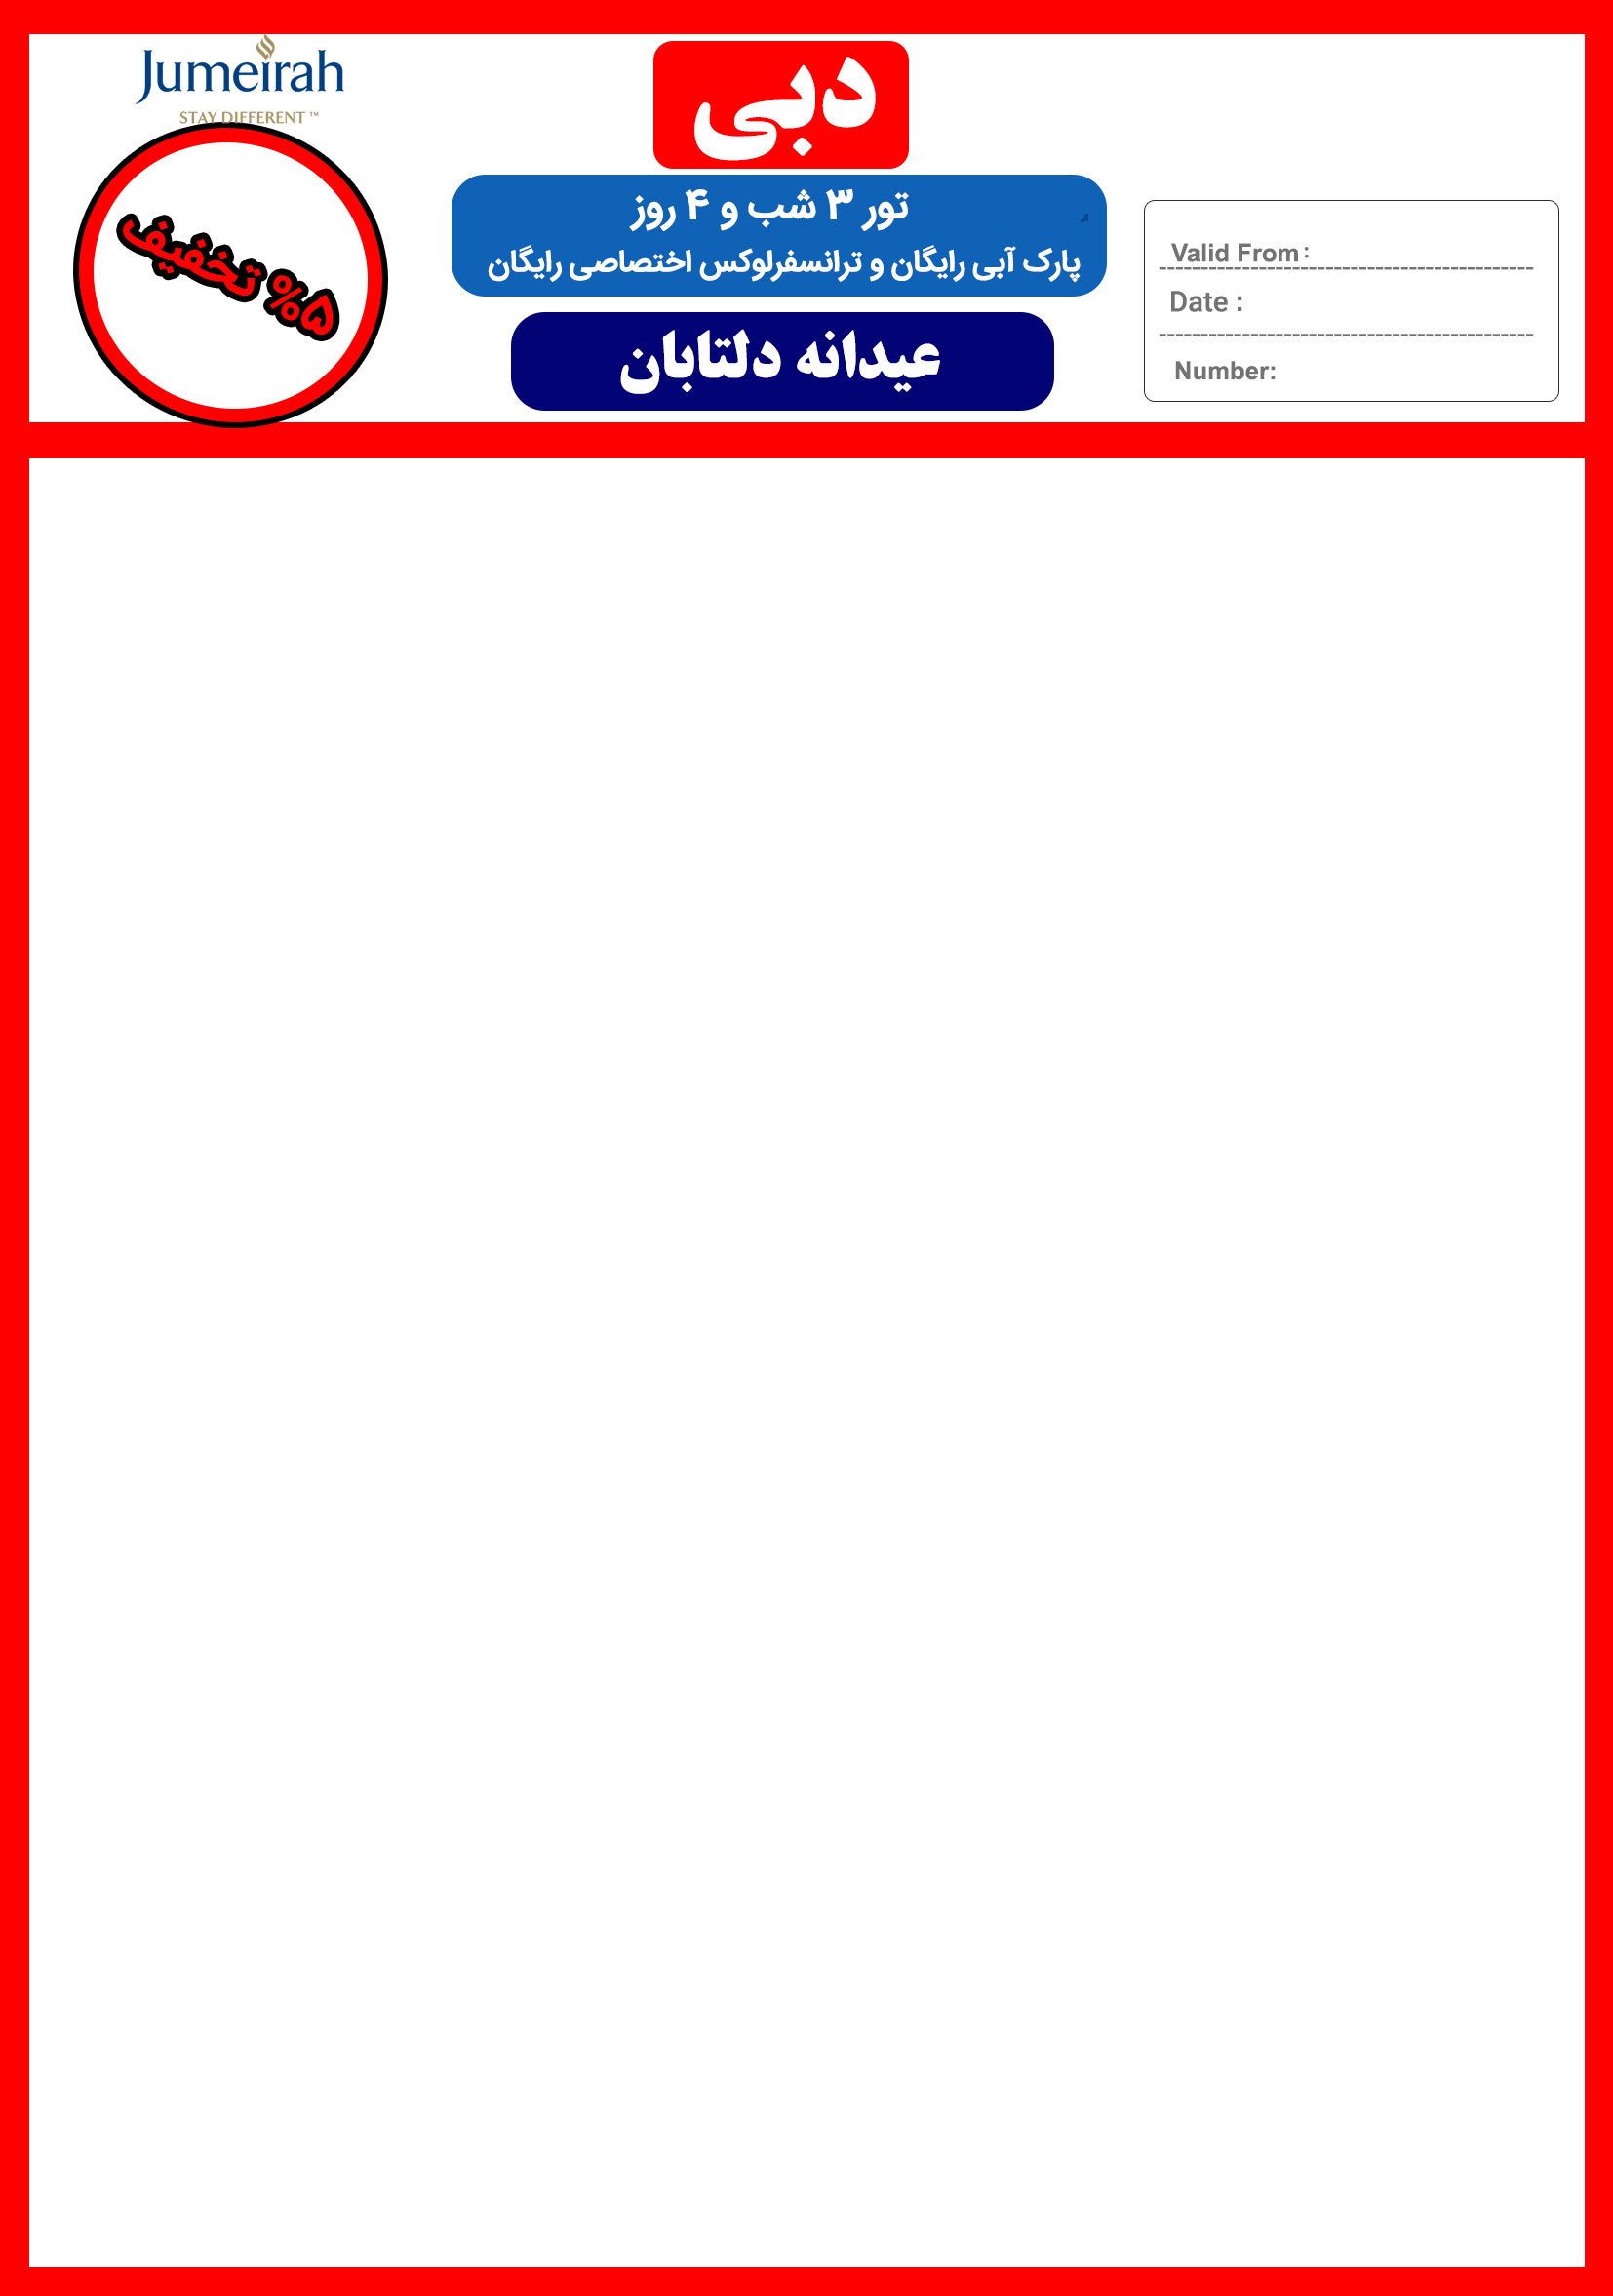 Jumeirah
STAY DIFFERENT ™
۵% تخفیف
دبی
تور ۳ شب و ۴ روز
پارک آبی رایگان و ترانسفرلوکس اختصاصی رایگان
عیدانه دلتابان
Valid From :
Date :
Number: